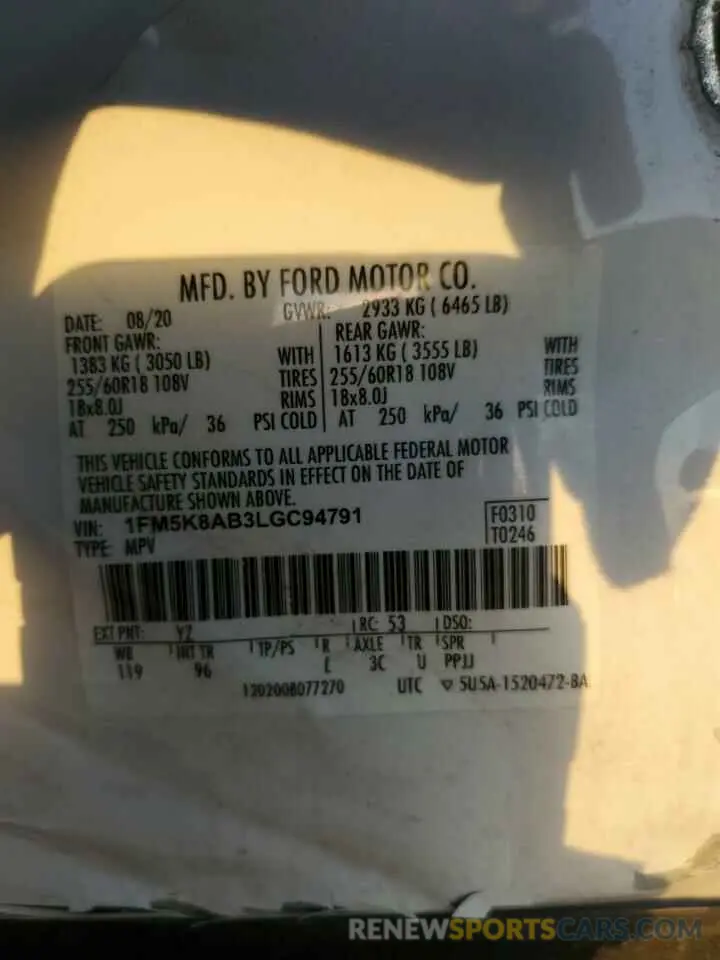 MFD. BY FORD MOTOR CO.
DATE: 08/20 GVWR: 2933 KG ( 6465 LB)
FRONT GAWR: REAR GAWR:
1383 KG ( 3050 LB) WITH 1613 KG ( 3555 LB) WITH
255/60R18 108V TIRES 255/60R18 108V TIRES
18x8.0J RIMS 18x8.0J RIMS
AT 250 kPa/ 36 PSI COLD AT 250 kPa/ 36 PSI COLD
THIS VEHICLE CONFORMS TO ALL APPLICABLE FEDERAL MOTOR
VEHICLE SAFETY STANDARDS IN EFFECT ON THE DATE OF
MANUFACTURE SHOWN ABOVE.
VIN: 1FM5K8AB3LGC94791 F0310
TYPE: MPV T0246
EXT PNT: YZ RC: 53 DSO:
WB INT TR TP/PS R AXLE TR SPR
119 96 E 3C U PPJJ
1202008077270 UTC ▽ 5U5A-1520472-BA
RENEWSPORTSCARS.COM